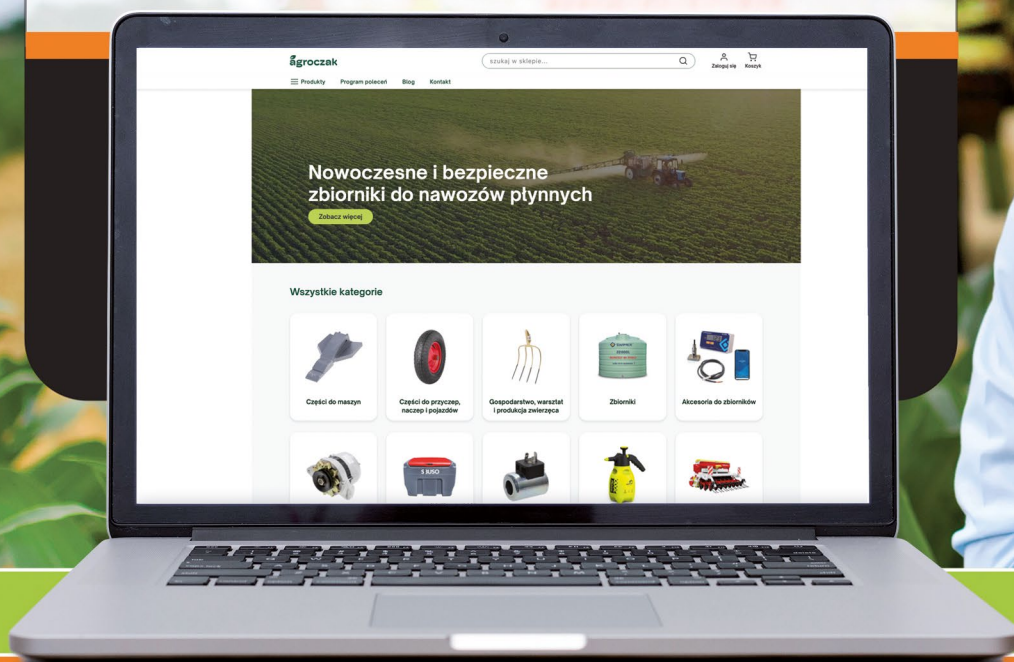 agroczak
szukaj w sklepie...
Zaloguj się
Koszyk
Produkty
Program poleceń
Blog
Kontakt
Nowoczesne i bezpieczne
zbiorniki do nawozów płynnych
Zobacz więcej
Wszystkie kategorie
Części do maszyn
Części do przyczep,
naczep i pojazdów
Gospodarstwo, warsztat
i produkcja zwierzęca
Zbiorniki
Akcesoria do zbiorników